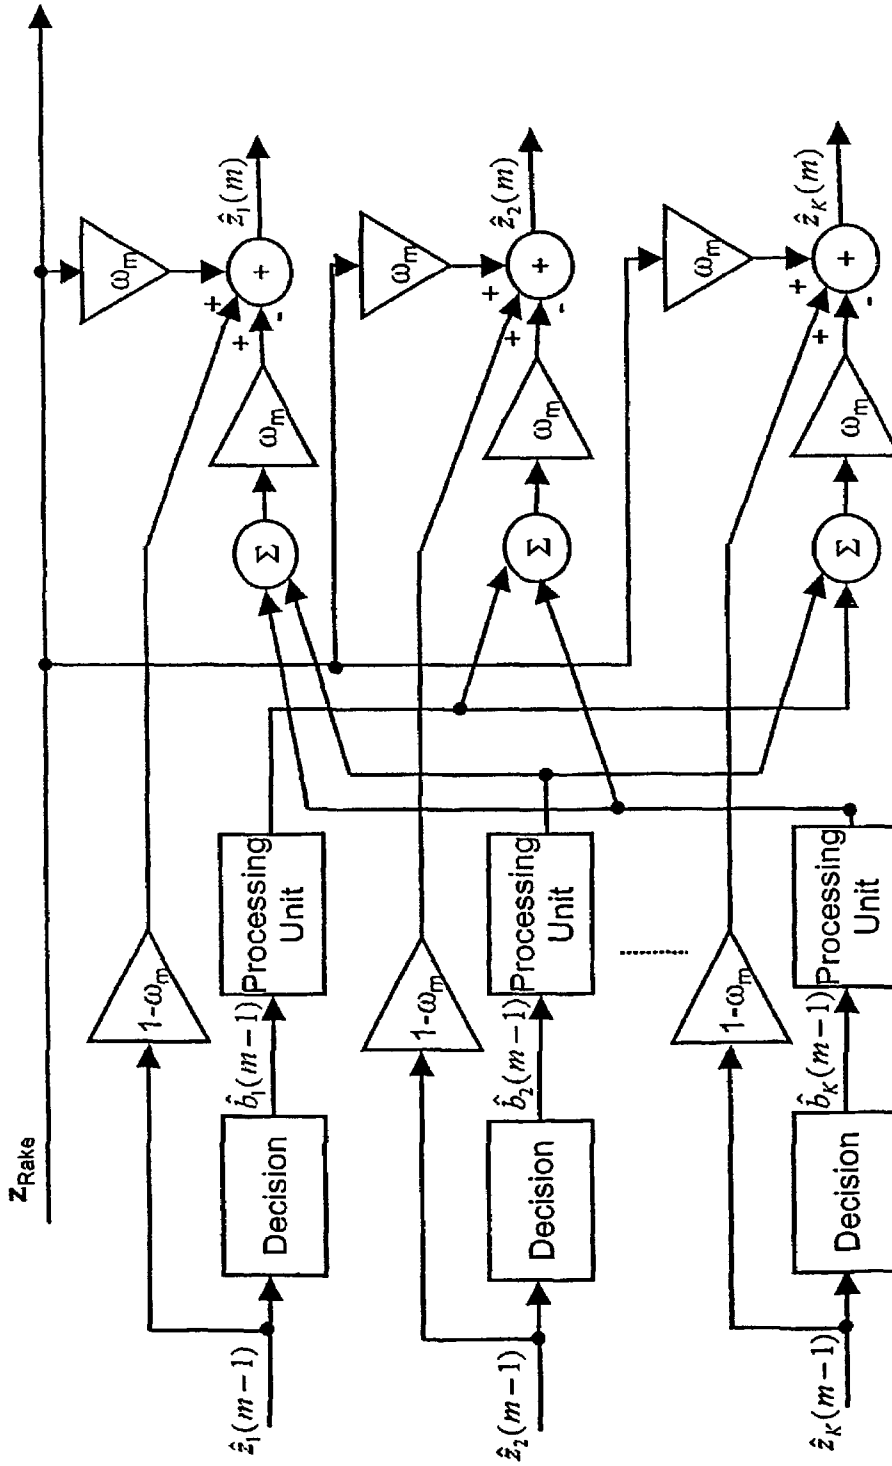 z_Rake
ω_m
1-ω_m
+
+
+
-
ẑ_1(m)
ω_m
Σ
ẑ_1(m−1)
Decision
b̂_1(m−1)
Processing
Unit
ω_m
1-ω_m
+
+
+
-
ẑ_2(m)
ω_m
Σ
ẑ_2(m−1)
Decision
b̂_2(m−1)
Processing
Unit
ω_m
1-ω_m
+
+
+
-
ẑ_K(m)
ω_m
Σ
ẑ_K(m−1)
Decision
b̂_K(m−1)
Processing
Unit